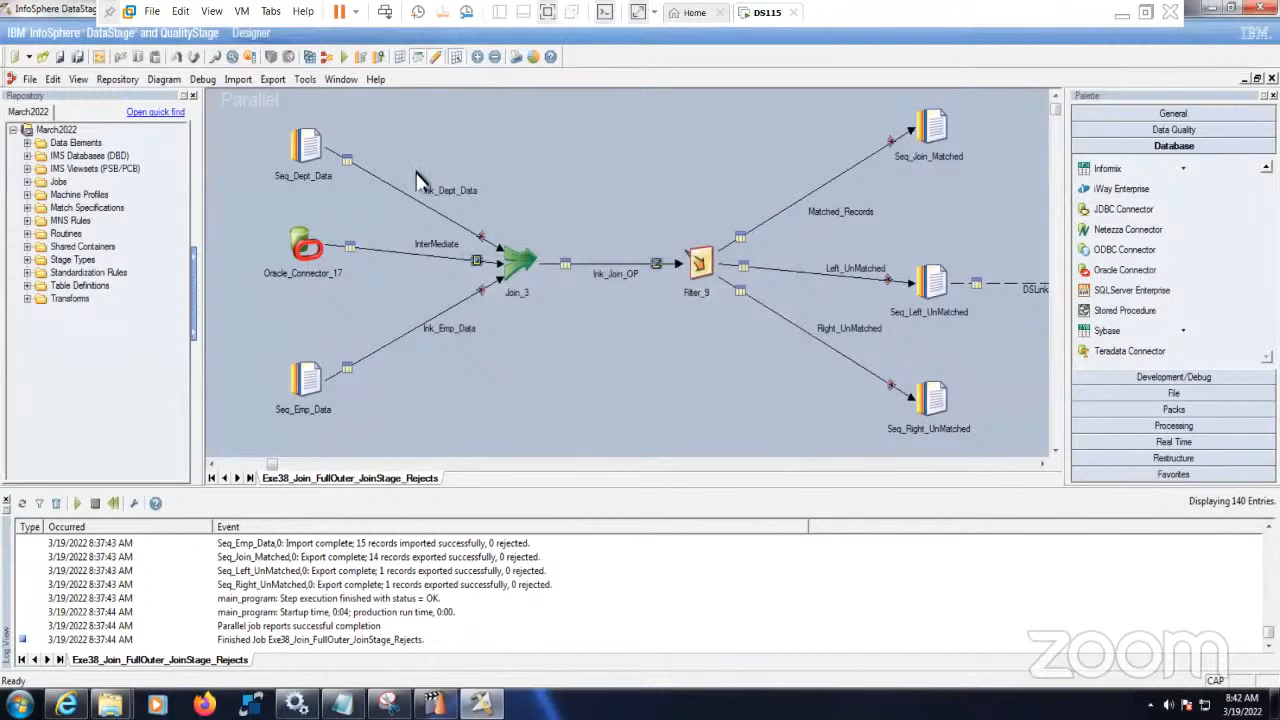 InfoSphere DataStage
File Edit View VM Tabs Help
Home
DS115
IBM InfoSphere DataStage and QualityStage Designer
IBM.
File Edit View Repository Diagram Debug Import Export Tools Window Help
Repository
March2022
Open quick find
March2022
Data Elements
IMS Databases (DBD)
IMS Viewsets (PSB/PCB)
Jobs
Machine Profiles
Match Specifications
MNS Rules
Routines
Shared Containers
Stage Types
Standardization Rules
Table Definitions
Transforms
Parallel
Seq_Dept_Data
lnk_Dept_Data
Oracle_Connector_17
InterMediate
Join_3
lnk_Emp_Data
Seq_Emp_Data
lnk_Join_OP
Filter_9
Matched_Records
Seq_Join_Matched
Left_UnMatched
Seq_Left_UnMatched
DSLink
Right_UnMatched
Seq_Right_UnMatched
Exe38_Join_FullOuter_JoinStage_Rejects
Palette
General
Data Quality
Database
Informix
iWay Enterprise
JDBC Connector
Netezza Connector
ODBC Connector
Oracle Connector
SQLServer Enterprise
Stored Procedure
Sybase
Teradata Connector
Development/Debug
File
Packs
Processing
Real Time
Restructure
Favorites
Displaying 140 Entries.
Type Occurred Event
3/19/2022 8:37:43 AM Seq_Emp_Data,0: Import complete; 15 records imported successfully, 0 rejected.
3/19/2022 8:37:43 AM Seq_Join_Matched,0: Export complete; 14 records exported successfully, 0 rejected.
3/19/2022 8:37:43 AM Seq_Left_UnMatched,0: Export complete; 1 records exported successfully, 0 rejected.
3/19/2022 8:37:43 AM Seq_Right_UnMatched,0: Export complete; 1 records exported successfully, 0 rejected.
3/19/2022 8:37:43 AM main_program: Step execution finished with status = OK.
3/19/2022 8:37:44 AM main_program: Startup time, 0:04; production run time, 0:00.
3/19/2022 8:37:44 AM Parallel job reports successful completion
3/19/2022 8:37:44 AM Finished Job Exe38_Join_FullOuter_JoinStage_Rejects.
Log View
Exe38_Join_FullOuter_JoinStage_Rejects
zoom
Ready
CAP
8:42 AM
3/19/2022